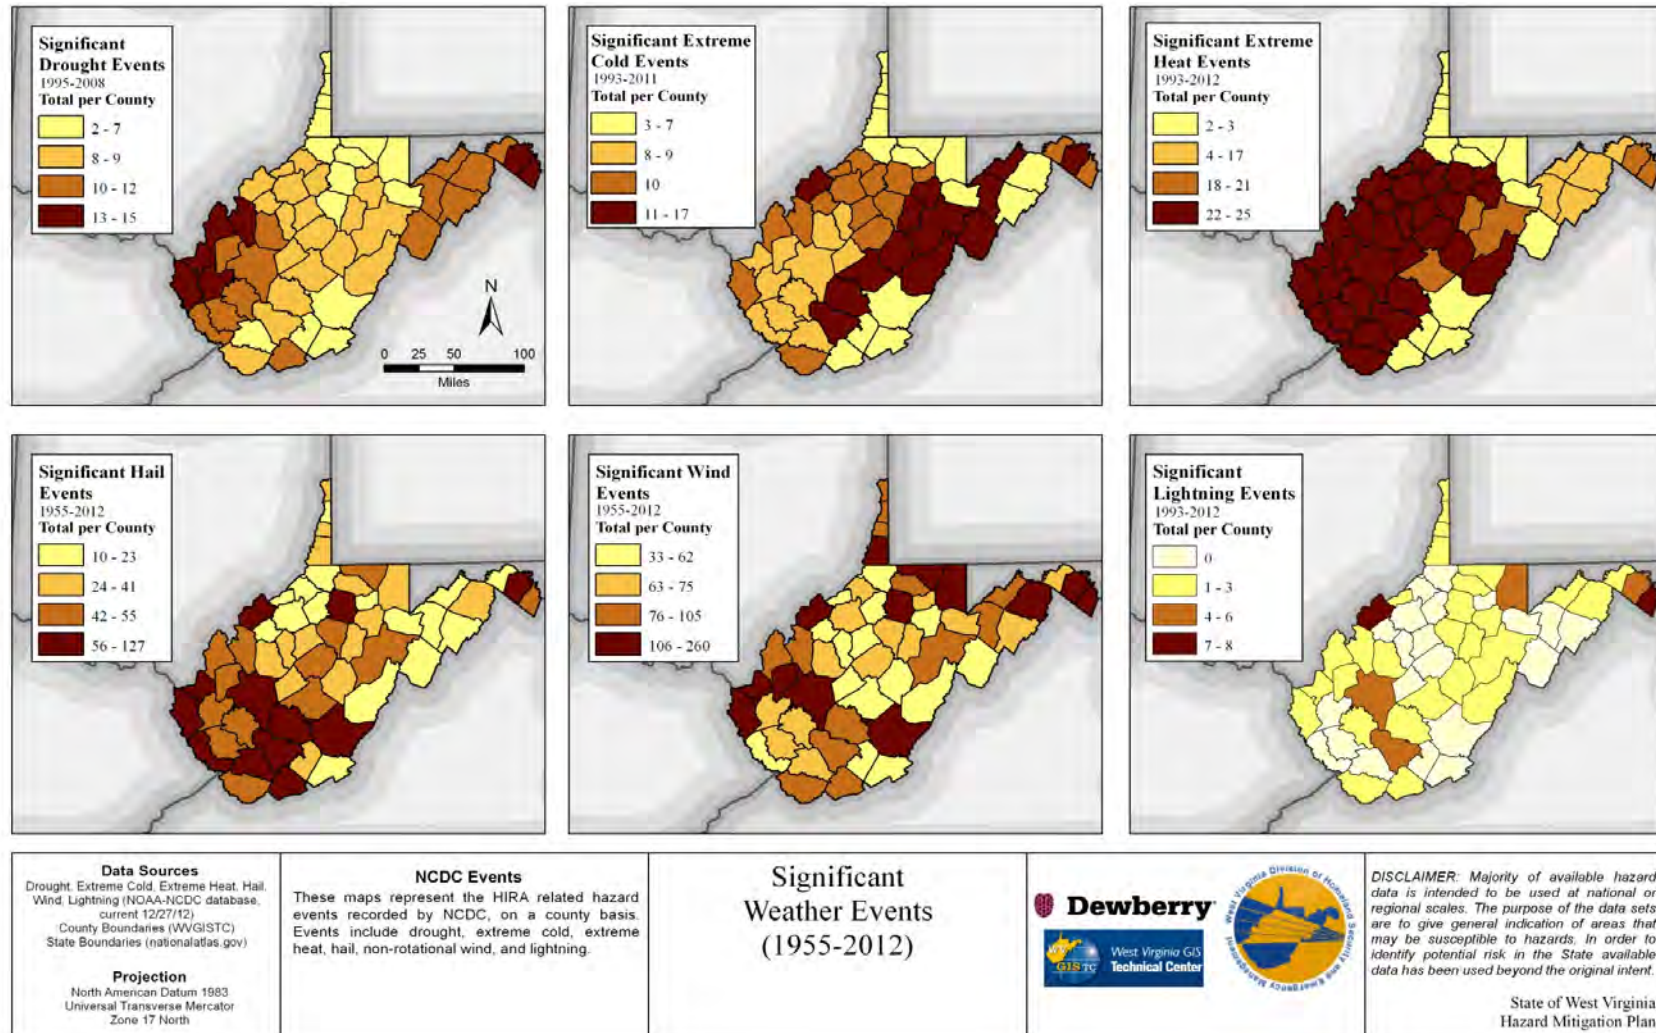 Significant
Drought Events
1995-2008
Total per County
2 - 7
8 - 9
10 - 12
13 - 15
N
0 25 50 100
Miles
Significant Extreme
Cold Events
1993-2011
Total per County
3 - 7
8 - 9
10
11 - 17
Significant Extreme
Heat Events
1993-2012
Total per County
2 - 3
4 - 17
18 - 21
22 - 25
Significant Hail
Events
1955-2012
Total per County
10 - 23
24 - 41
42 - 55
56 - 127
Significant Wind
Events
1955-2012
Total per County
33 - 62
63 - 75
76 - 105
106 - 260
Significant
Lightning Events
1993-2012
Total per County
0
1 - 3
4 - 6
7 - 8
Data Sources
Drought, Extreme Cold, Extreme Heat, Hail,
Wind, Lightning (NOAA-NCDC database,
current 12/27/12)
County Boundaries (WVGISTC)
State Boundaries (nationalatlas.gov)
Projection
North American Datum 1983
Universal Transverse Mercator
Zone 17 North
NCDC Events
These maps represent the HIRA related hazard
events recorded by NCDC, on a county basis.
Events include drought, extreme cold, extreme
heat, hail, non-rotational wind, and lightning.
Significant
Weather Events
(1955-2012)
Dewberry
WV
GIS TC
West Virginia GIS
Technical Center
West Virginia Division of Homeland Security and Emergency Management
DISCLAIMER: Majority of available hazard
data is intended to be used at national or
regional scales. The purpose of the data sets
are to give general indication of areas that
may be susceptible to hazards. In order to
identify potential risk in the State available
data has been used beyond the original intent.
State of West Virginia
Hazard Mitigation Plan